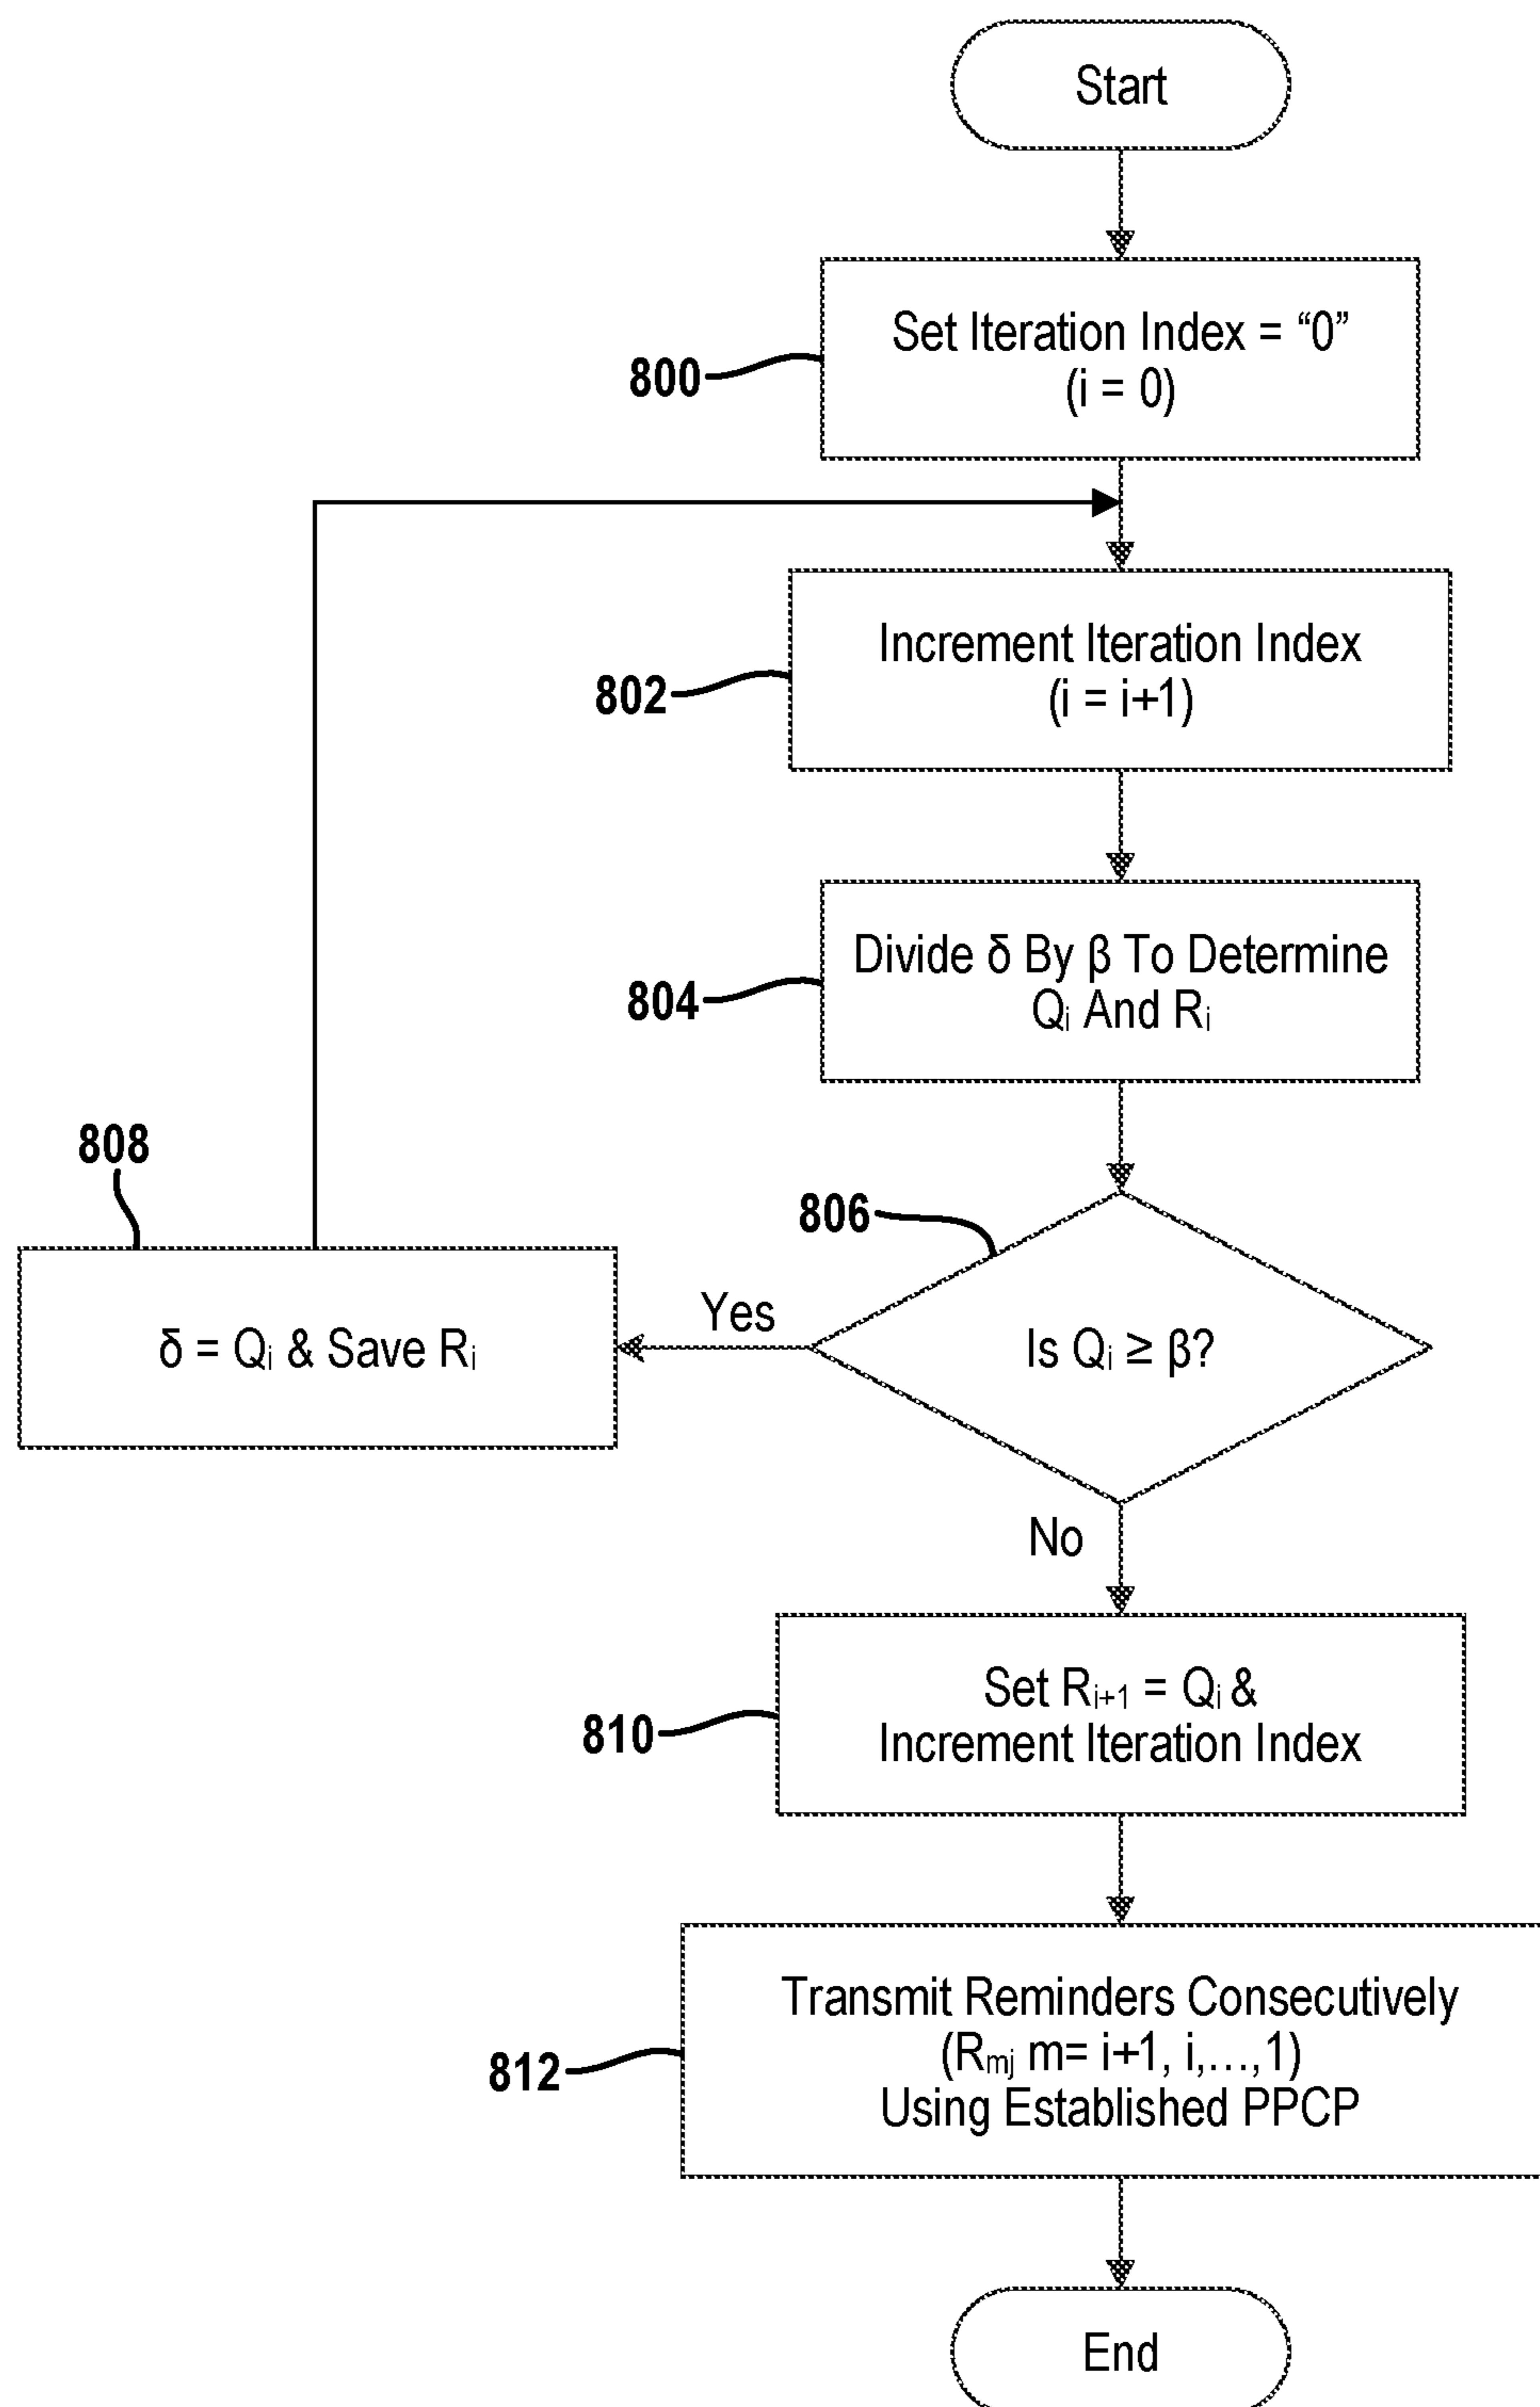 Start
Set Iteration Index = “0”
(i = 0)
800
Increment Iteration Index
(i = i+1)
802
Divide δ By β To Determine
Qi And Ri
804
808
806
δ = Qi & Save Ri
Yes
Is Qi ≥ β?
No
Set Ri+1 = Qi &
Increment Iteration Index
810
Transmit Reminders Consecutively
(Rmj m= i+1, i,…, 1)
Using Established PPCP
812
End